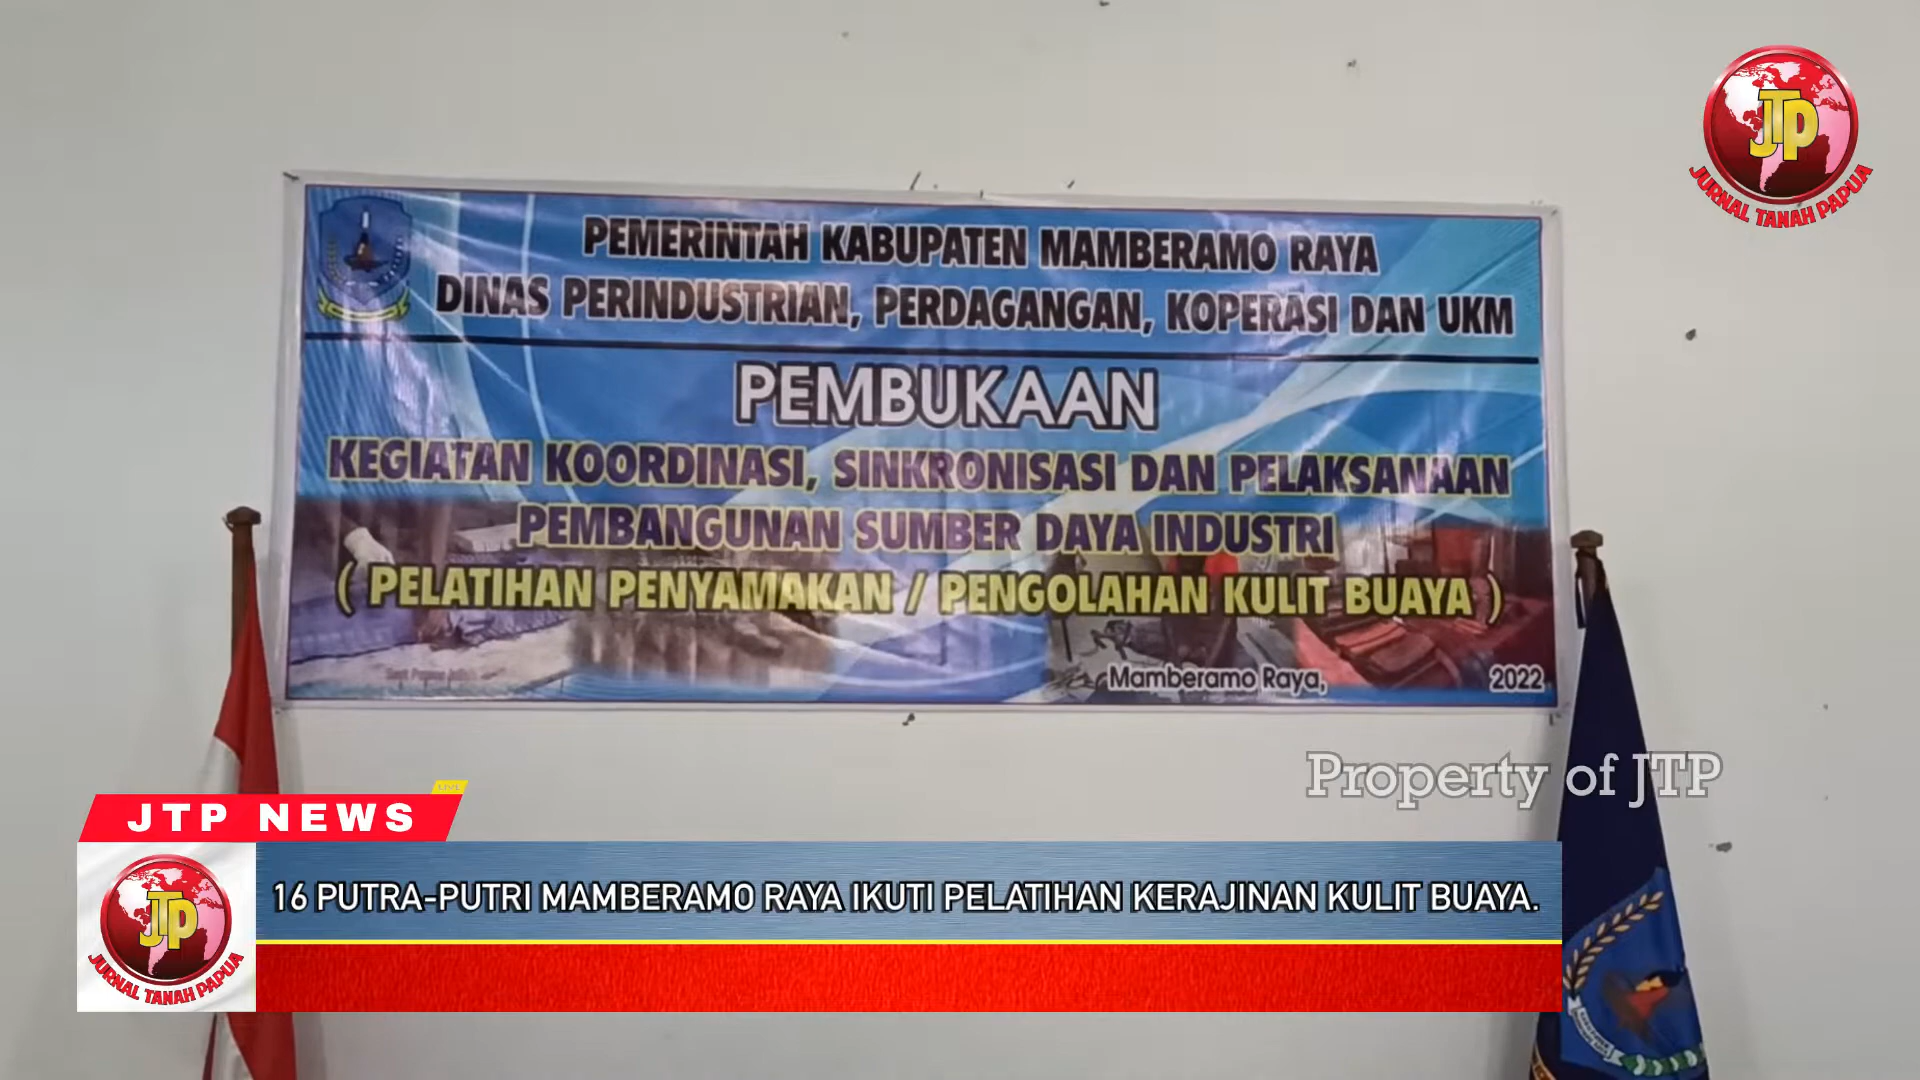 JTP
JURNAL TANAH PAPUA
PEMERINTAH KABUPATEN MAMBERAMO RAYA
DINAS PERINDUSTRIAN, PERDAGANGAN, KOPERASI DAN UKM
PEMBUKAAN
KEGIATAN KOORDINASI, SINKRONISASI DAN PELAKSANAAN
PEMBANGUNAN SUMBER DAYA INDUSTRI
( PELATIHAN PENYAMAKAN / PENGOLAHAN KULIT BUAYA )
Mamberamo Raya, 2022
Property of JTP
LIVE
JTP NEWS
16 PUTRA-PUTRI MAMBERAMO RAYA IKUTI PELATIHAN KERAJINAN KULIT BUAYA.
JTP
JURNAL TANAH PAPUA